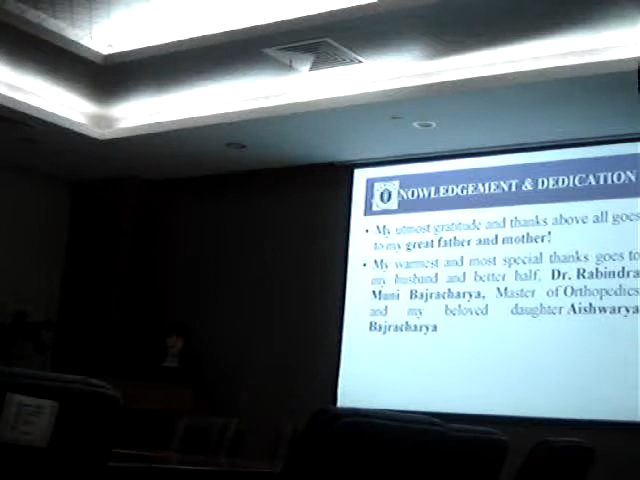 NOWLEDGEMENT & DEDICATION
• My utmost gratitude and thanks above all goes
to my great father and mother!
• My warmest and most special thanks goes to
my husband and better half, Dr. Rabindra
Muni Bajracharya, Master of Orthopedics
and my beloved daughter Aishwarya
Bajracharya